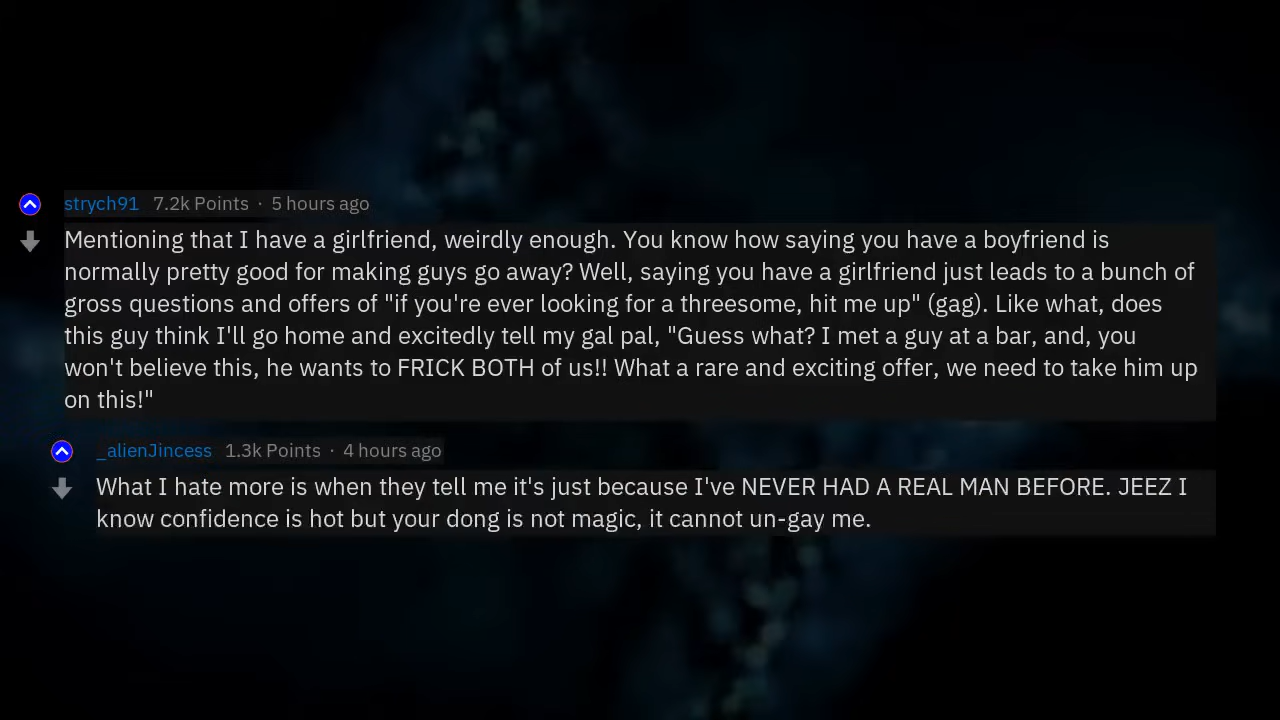 strych91 7.2k Points · 5 hours ago
Mentioning that I have a girlfriend, weirdly enough. You know how saying you have a boyfriend is
normally pretty good for making guys go away? Well, saying you have a girlfriend just leads to a bunch of
gross questions and offers of "if you're ever looking for a threesome, hit me up" (gag). Like what, does
this guy think I'll go home and excitedly tell my gal pal, "Guess what? I met a guy at a bar, and, you
won't believe this, he wants to FRICK BOTH of us!! What a rare and exciting offer, we need to take him up
on this!"
_alienJincess 1.3k Points · 4 hours ago
What I hate more is when they tell me it's just because I've NEVER HAD A REAL MAN BEFORE. JEEZ I
know confidence is hot but your dong is not magic, it cannot un-gay me.